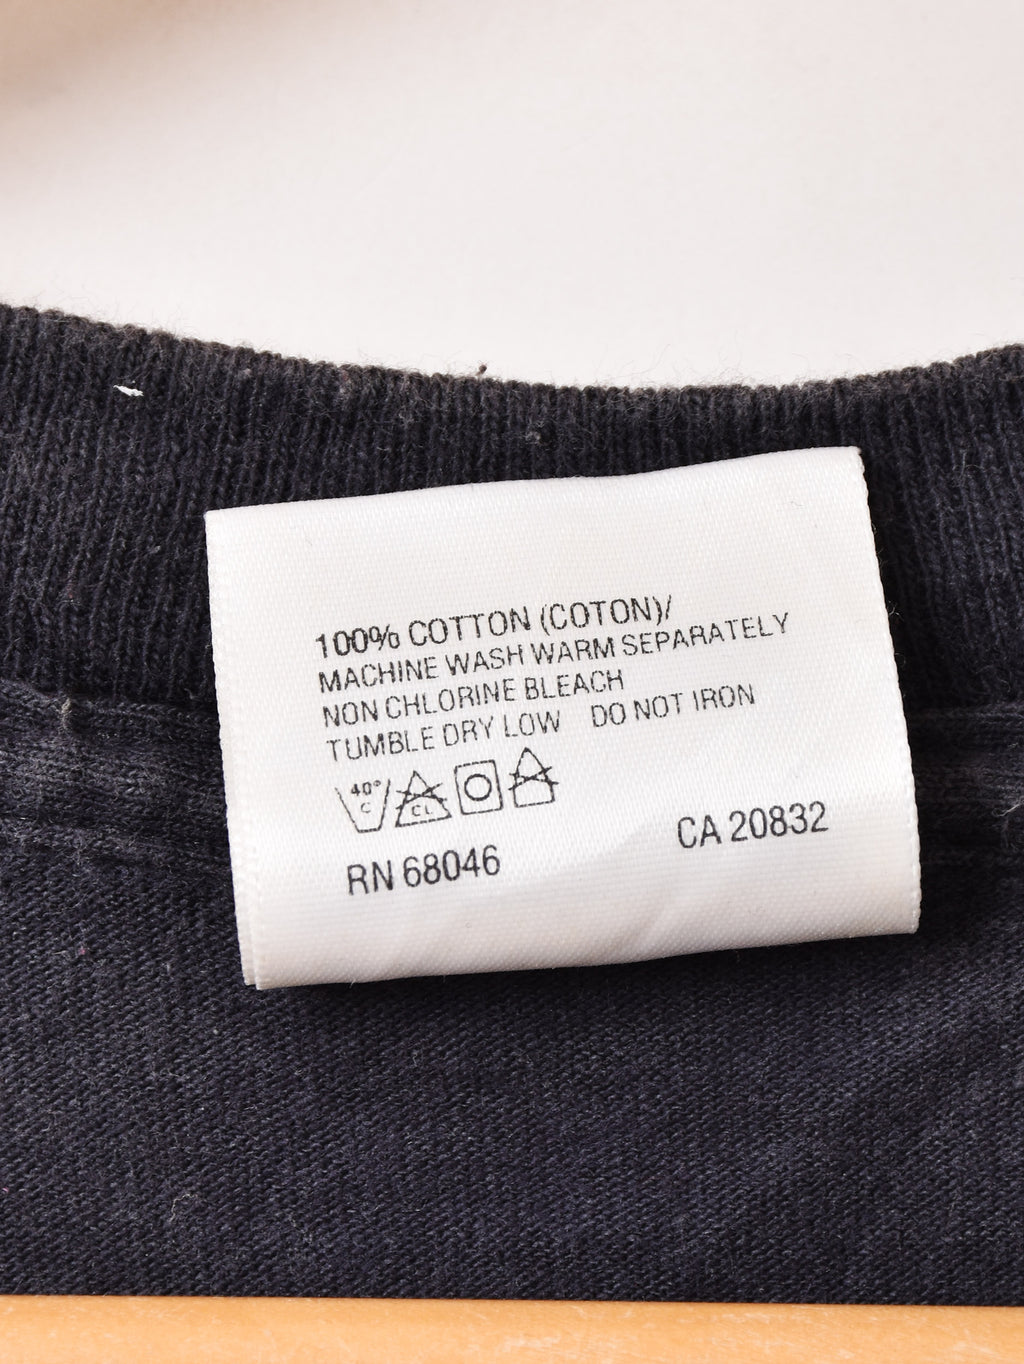 100% COTTON (COTON)/
MACHINE WASH WARM SEPARATELY
NON CHLORINE BLEACH
TUMBLE DRY LOW DO NOT IRON
40° C CL
RN 68046 CA 20832